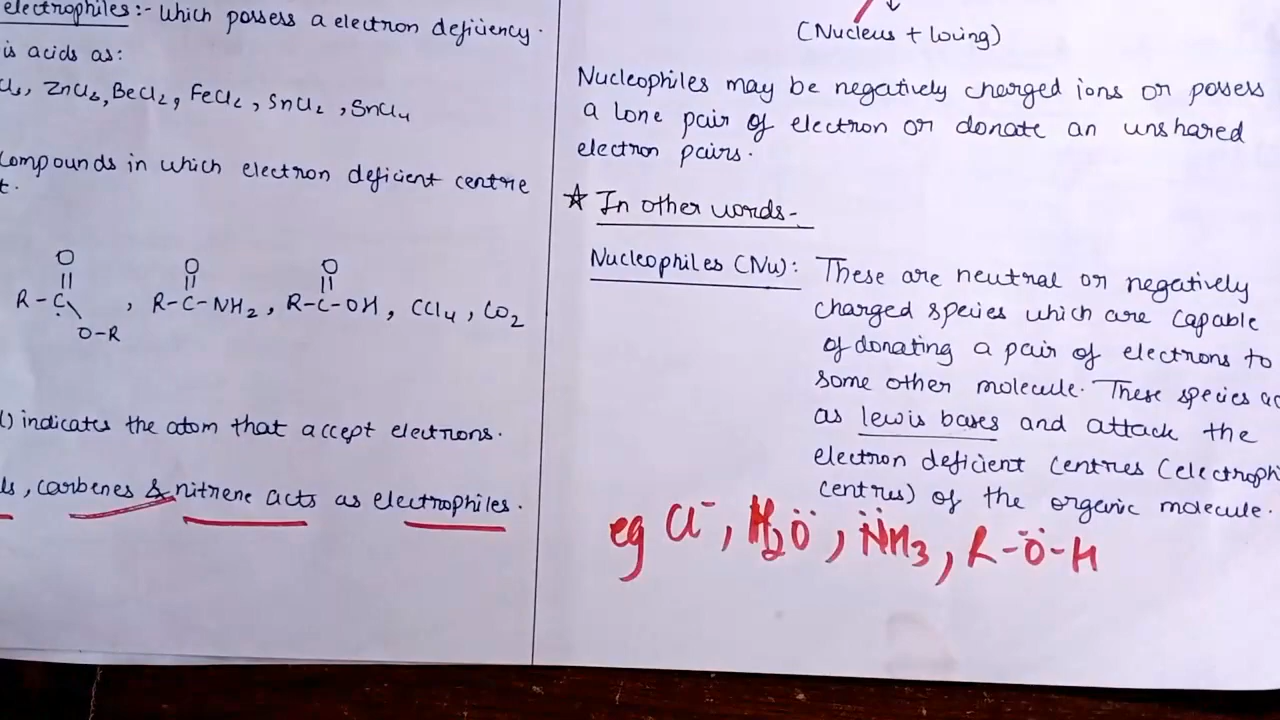 electrophiles:- Which possess a electron deficiency.
is acids as:
ZnCl₂, BeCl₂, FeCl₂, SnCl₂, SnCl₄
Compounds in which electron deficient centre
t.
O O O
|| || ||
R-C , R-C-NH₂, R-C-OH, CCl₄, CO₂
O-R
l) indicates the atom that accept electrons.
ls, carbenes & nitrene acts as electrophiles.
(Nucleus + loving)
Nucleophiles may be negatively charged ions or possess
a lone pair of electron or donate an unshared
electron pairs.
☆ In other words-
Nucleophiles (Nu): These are neutral or negatively
charged species which are capable
of donating a pair of electrons to
some other molecule. These species ac
as lewis bases and attack the
electron deficient centres (electroph
centres) of the organic molecule.
eg Cl⁻, H₂Ö, N̈H₃, R-Ö-H